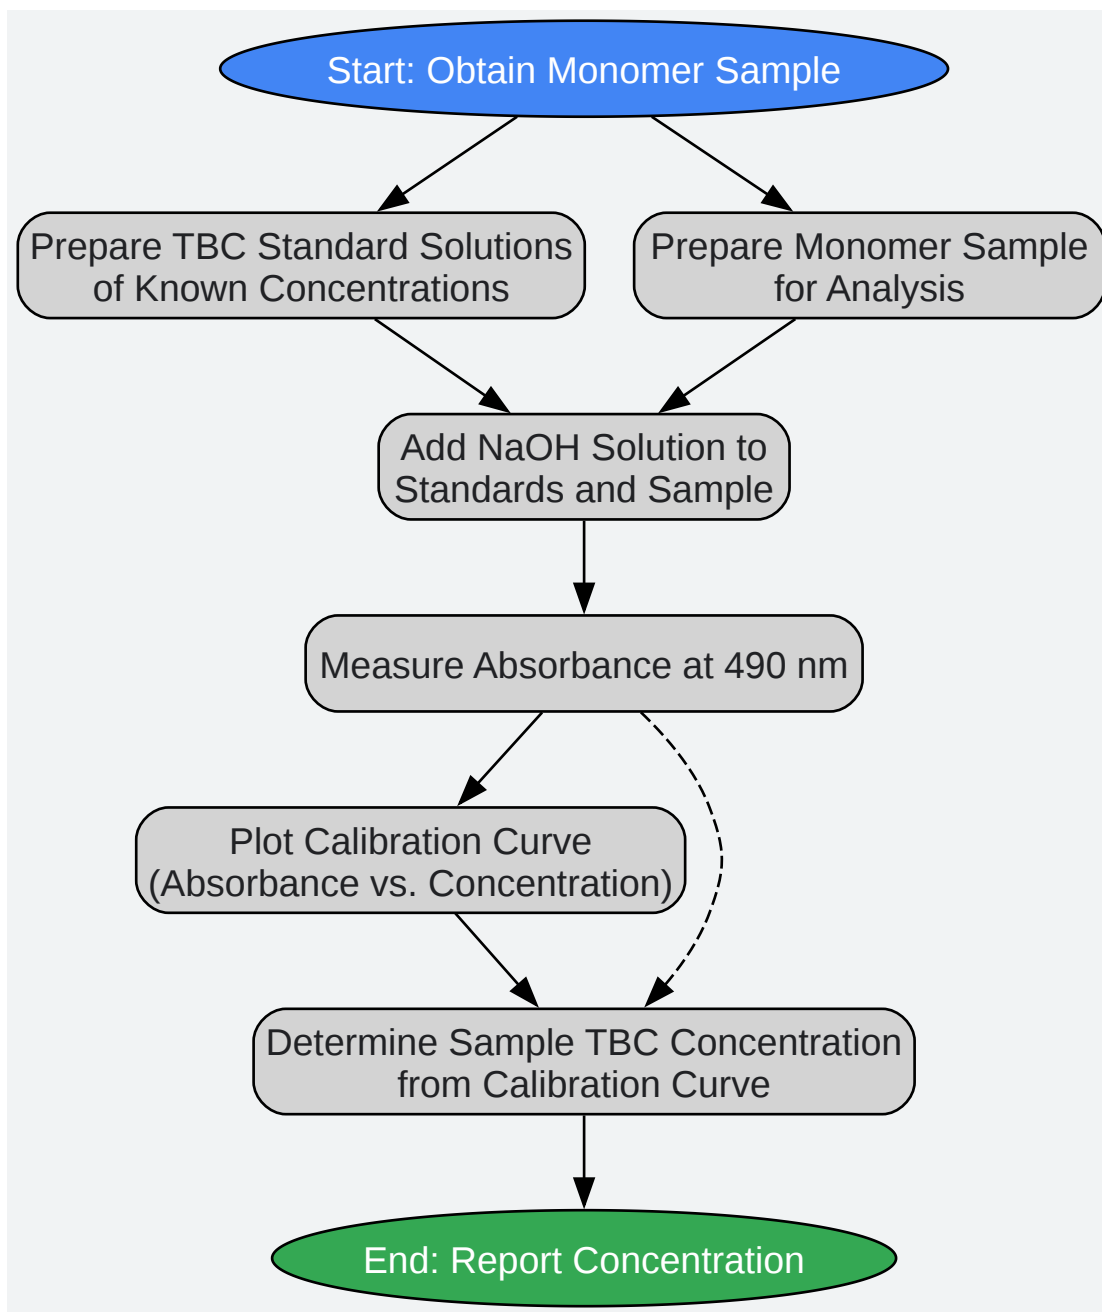 Start: Obtain Monomer Sample
Prepare TBC Standard Solutions
of Known Concentrations
Prepare Monomer Sample
for Analysis
Add NaOH Solution to
Standards and Sample
Measure Absorbance at 490 nm
Plot Calibration Curve
(Absorbance vs. Concentration)
Determine Sample TBC Concentration
from Calibration Curve
End: Report Concentration